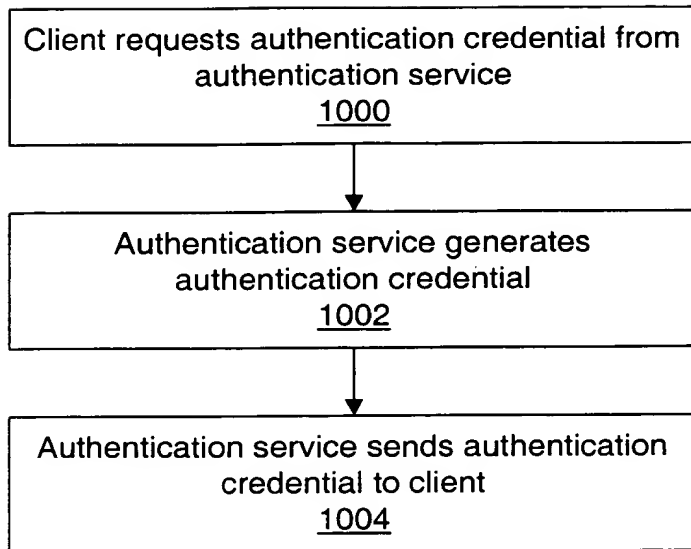 Client requests authentication credential from
authentication service
1000
Authentication service generates
authentication credential
1002
Authentication service sends authentication
credential to client
1004